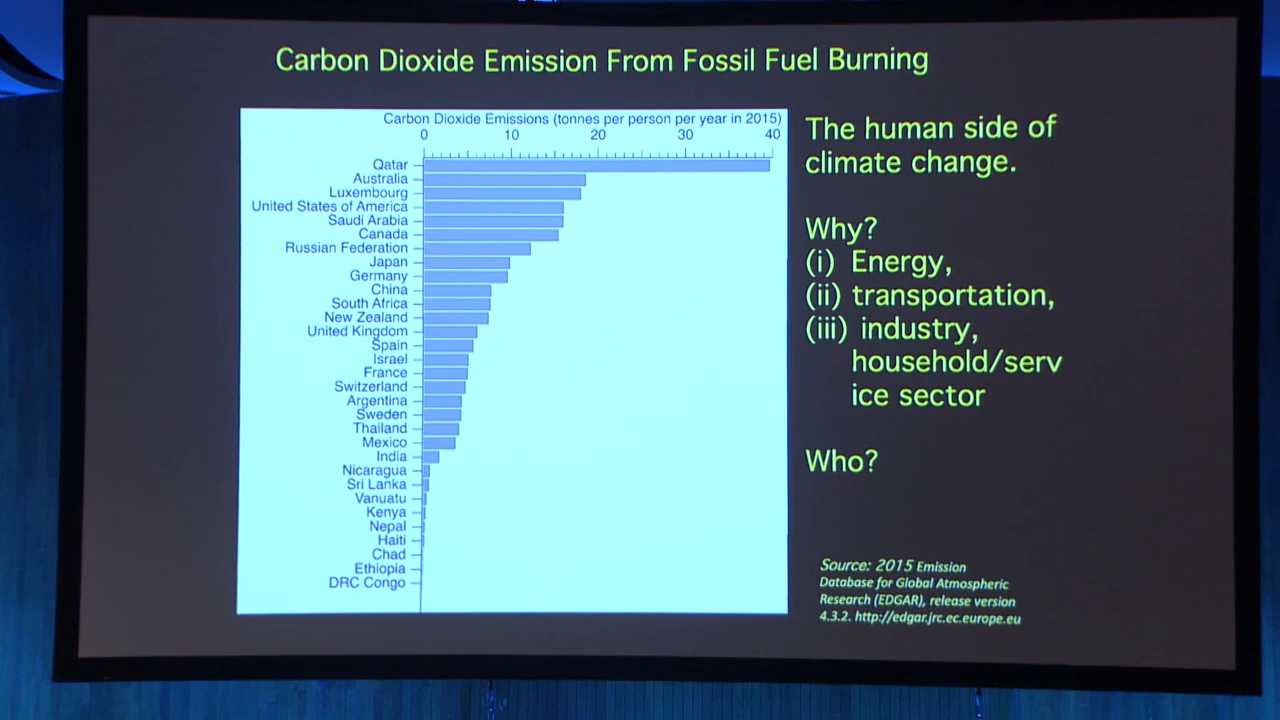 Carbon Dioxide Emission From Fossil Fuel Burning
Carbon Dioxide Emissions (tonnes per person per year in 2015)
0 10 20 30 40
Qatar
Australia
Luxembourg
United States of America
Saudi Arabia
Canada
Russian Federation
Japan
Germany
China
South Africa
New Zealand
United Kingdom
Spain
Israel
France
Switzerland
Argentina
Sweden
Thailand
Mexico
India
Nicaragua
Sri Lanka
Vanuatu
Kenya
Nepal
Haiti
Chad
Ethiopia
DRC Congo
The human side of
climate change.
Why?
(i) Energy,
(ii) transportation,
(iii) industry,
household/serv
ice sector
Who?
Source: 2015 Emission
Database for Global Atmospheric
Research (EDGAR), release version
4.3.2. http://edgar.jrc.ec.europe.eu